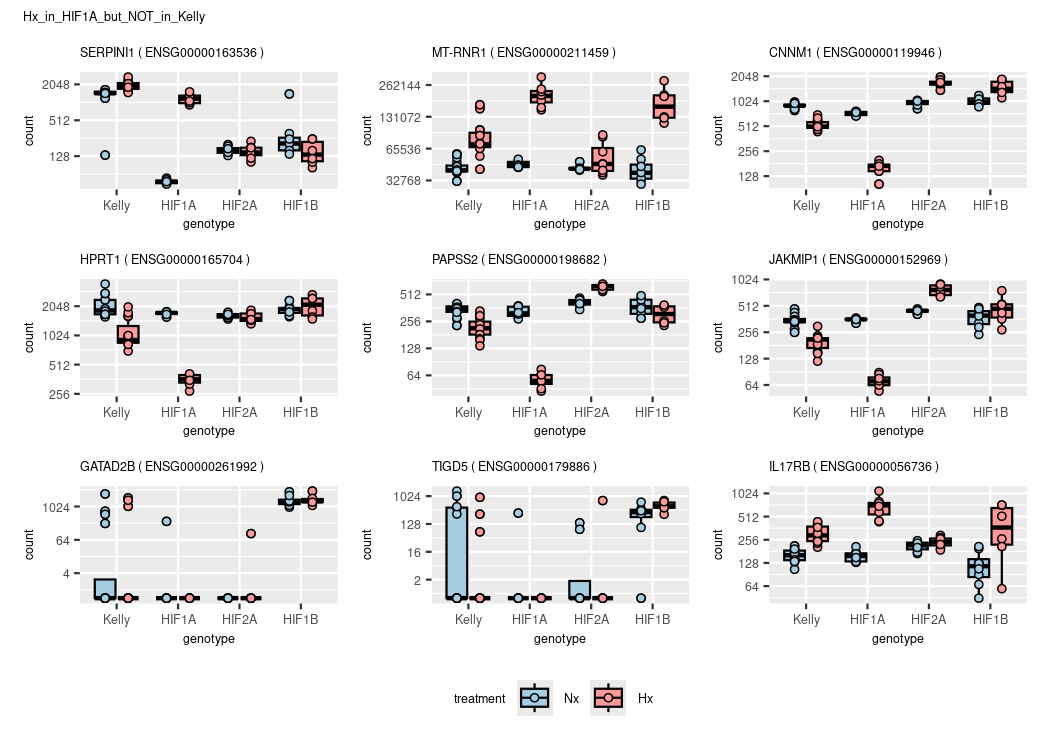 Hx_in_HIF1A_but_NOT_in_Kelly
SERPINI1 ( ENSG00000163536 )
count
2048
512
128
Kelly HIF1A HIF2A HIF1B
genotype
MT-RNR1 ( ENSG00000211459 )
count
262144
131072
65536
32768
Kelly HIF1A HIF2A HIF1B
genotype
CNNM1 ( ENSG00000119946 )
count
2048
1024
512
256
128
Kelly HIF1A HIF2A HIF1B
genotype
HPRT1 ( ENSG00000165704 )
count
2048
1024
512
256
Kelly HIF1A HIF2A HIF1B
genotype
PAPSS2 ( ENSG00000198682 )
count
512
256
128
64
Kelly HIF1A HIF2A HIF1B
genotype
JAKMIP1 ( ENSG00000152969 )
count
1024
512
256
128
64
Kelly HIF1A HIF2A HIF1B
genotype
GATAD2B ( ENSG00000261992 )
count
1024
64
4
Kelly HIF1A HIF2A HIF1B
genotype
TIGD5 ( ENSG00000179886 )
count
1024
128
16
2
Kelly HIF1A HIF2A HIF1B
genotype
IL17RB ( ENSG00000056736 )
count
1024
512
256
128
64
Kelly HIF1A HIF2A HIF1B
genotype
treatment Nx Hx